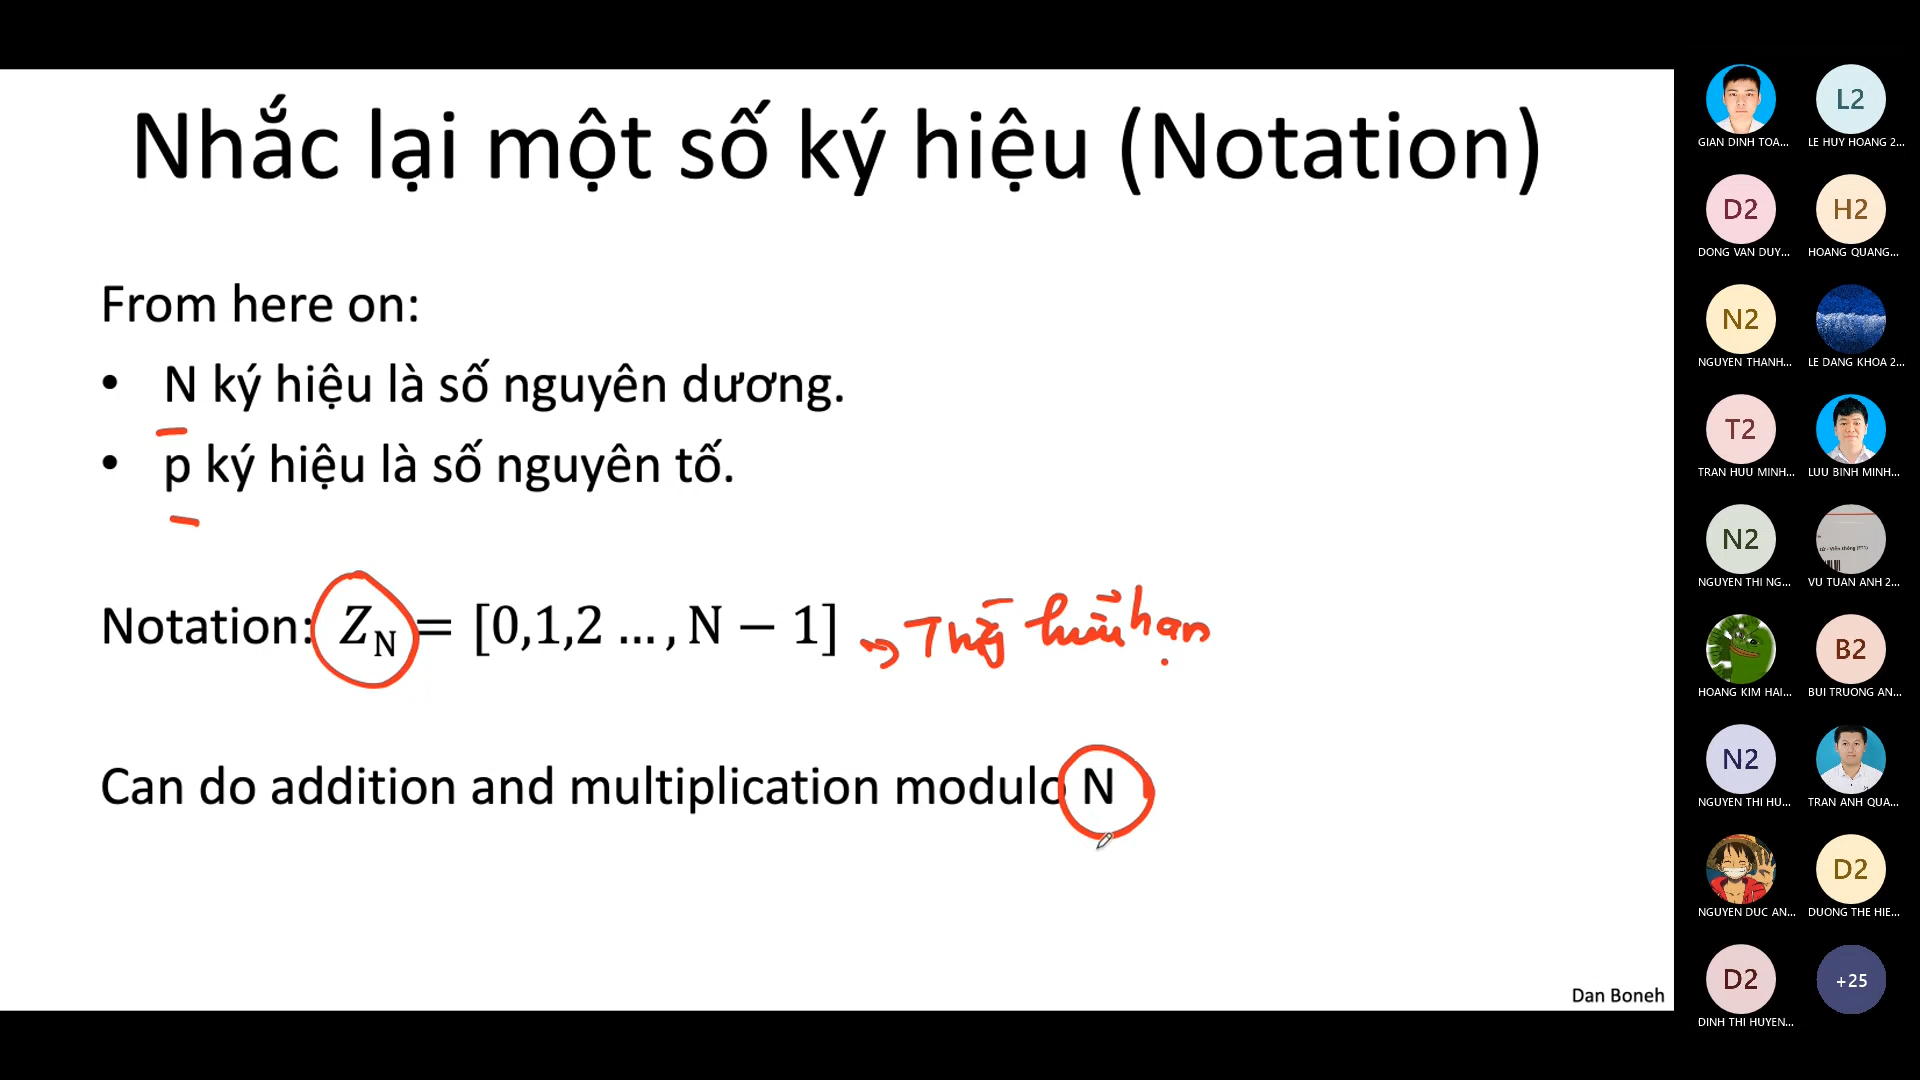 Nhắc lại một số ký hiệu (Notation)
From here on:
• N ký hiệu là số nguyên dương.
• p ký hiệu là số nguyên tố.
Notation: Z_N = [0,1,2 ... , N − 1] hạn
Can do addition and multiplication modulo N
Dan Boneh
GIAN DINH TOA...
L2
LE HUY HOANG 2...
D2
DONG VAN DUY...
H2
HOANG QUANG...
N2
NGUYEN THANH...
LE DANG KHOA 2...
T2
TRAN HUU MINH...
LUU BINH MINH...
N2
NGUYEN THI NG...
VU TUAN ANH 2...
HOANG KIM HAI...
B2
BUI TRUONG AN...
N2
NGUYEN THI HU...
TRAN ANH QUA...
NGUYEN DUC AN...
D2
DUONG THE HIE...
D2
DINH THI HUYEN...
+25